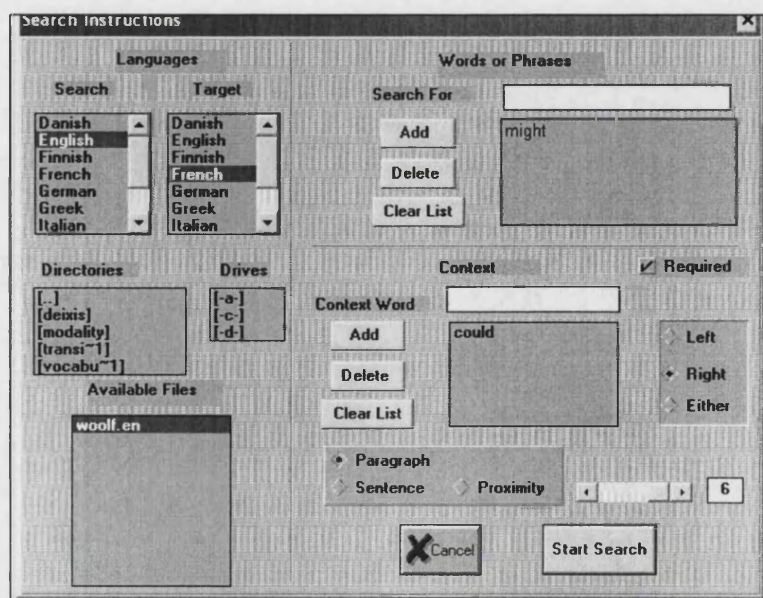 Search Instructions
Languages
Search Target
Danish
English
Finnish
French
German
Greek
Italian
Danish
English
Finnish
French
German
Greek
Italian
Directories Drives
[..]
[deixis]
[modality]
[transi~1]
[vocabu~1]
[-a-]
[-c-]
[-d-]
Available Files
woolf.en
Words or Phrases
Search For
Add
Delete
Clear List
might
Context
Required
Context Word
Add
Delete
Clear List
could
Left
Right
Either
Paragraph
Sentence Proximity
6
Cancel
Start Search